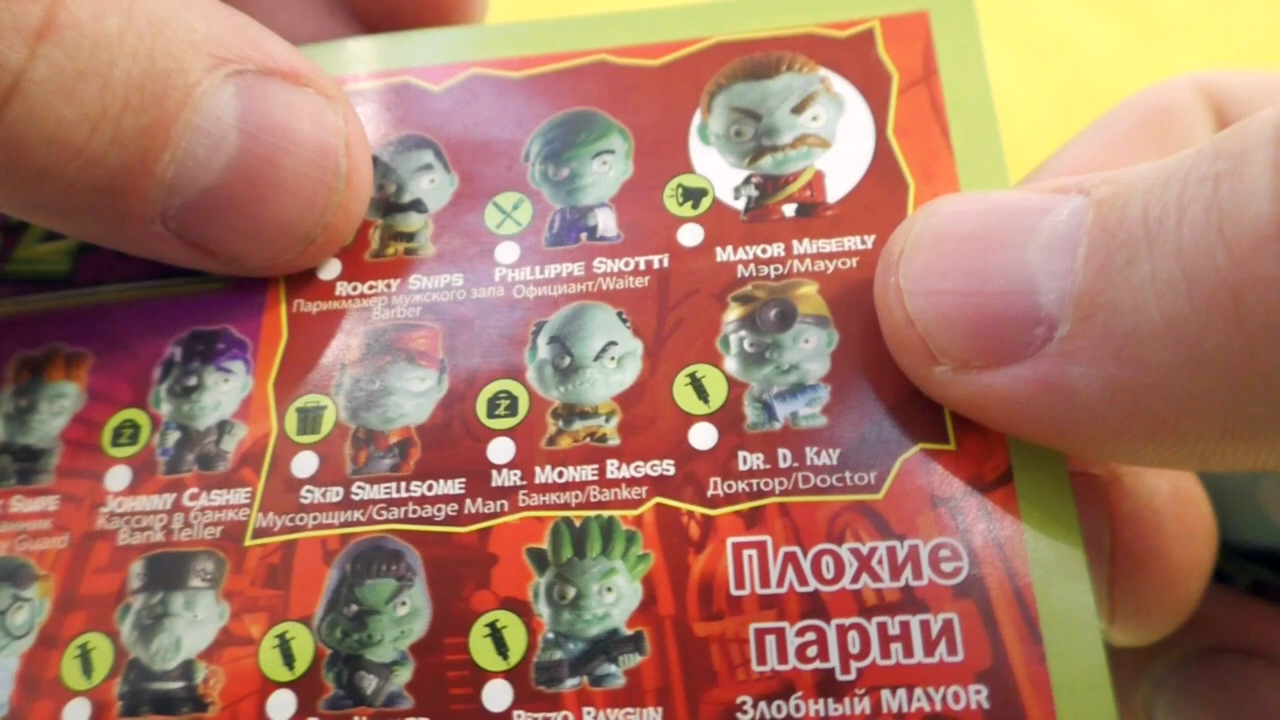 MAYOR MISERLY
Мэр/Mayor
PHILLIPPE SNOTTI
Официант/Waiter
ROCKY SNIPS
Парикмахер мужского зала
Barber
DR. D. KAY
Доктор/Doctor
MR. MONIE BAGGS
Банкир/Banker
SKID SMELLSOME
Мусорщик/Garbage Man
JOHNNY CASHIE
Кассир в банке
Bank Teller
Guard
Плохие
парни
Злобный MAYOR
RAYGUN